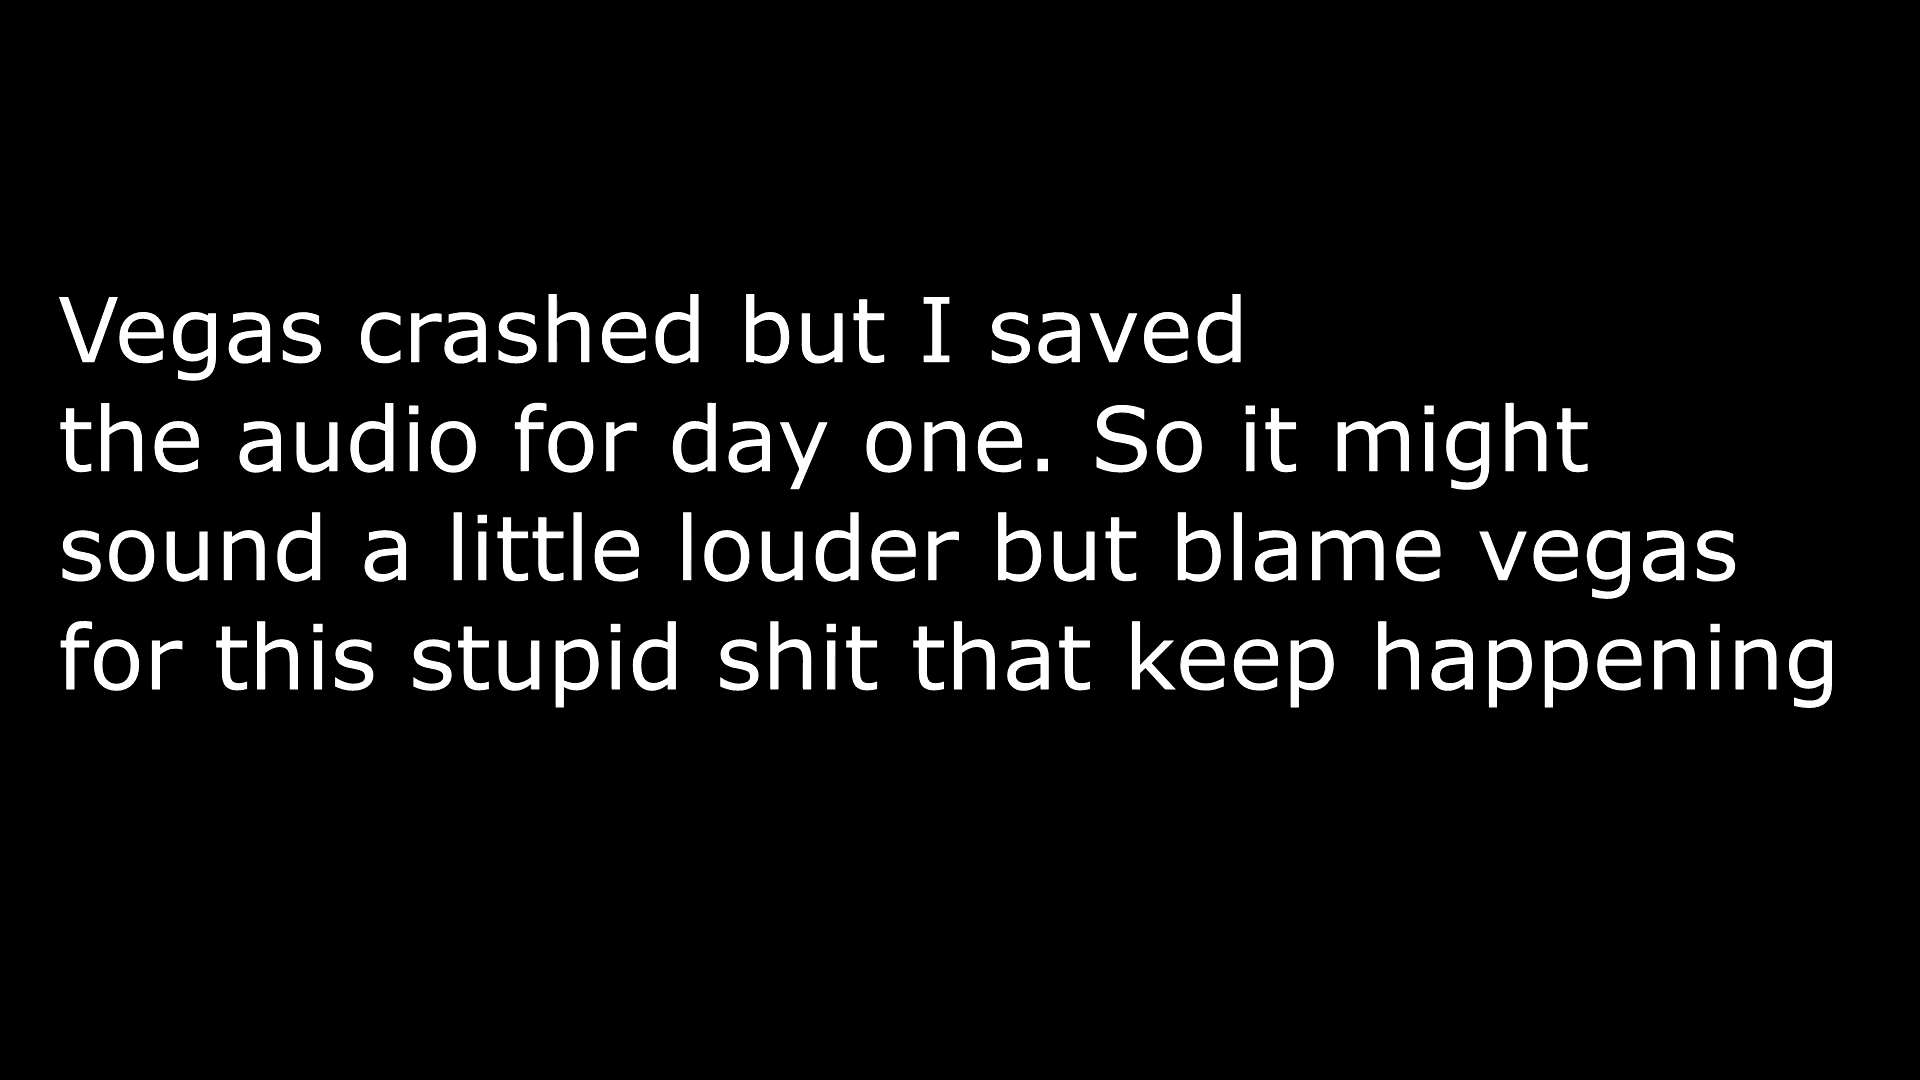 Vegas crashed but I saved
the audio for day one. So it might
sound a little louder but blame vegas
for this stupid shit that keep happening